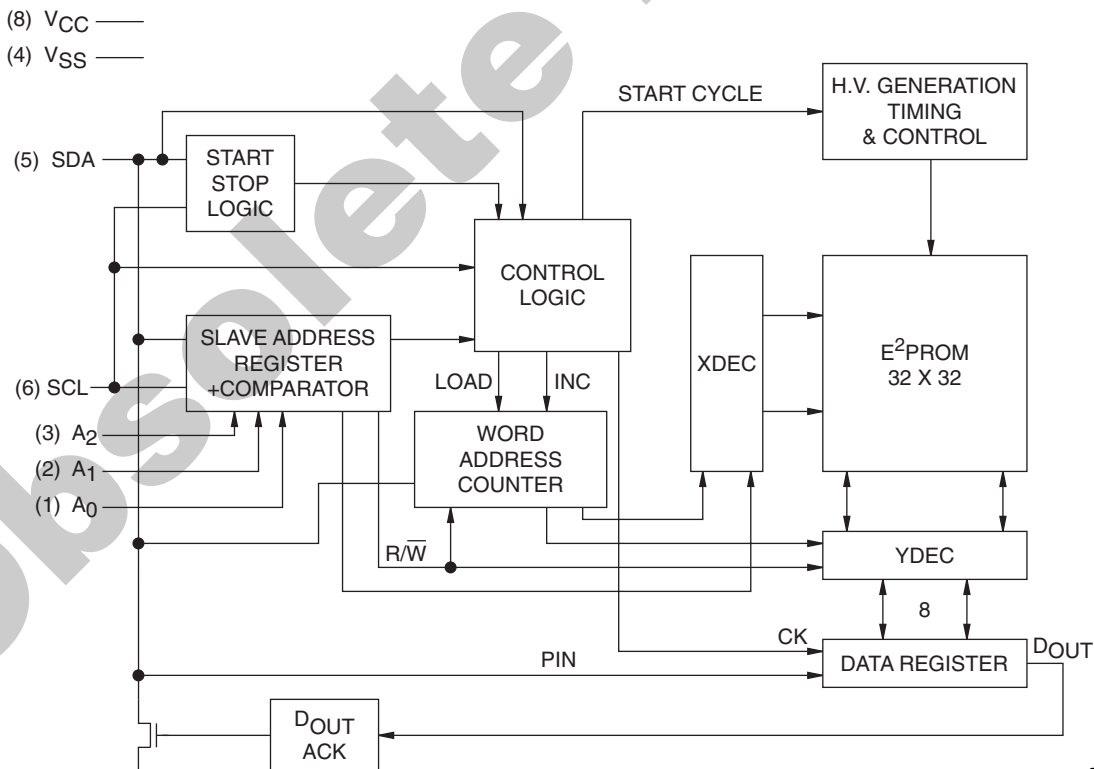 (8) VCC
(4) VSS
START CYCLE
H.V. GENERATION
TIMING
& CONTROL
(5) SDA
START
STOP
LOGIC
CONTROL
LOGIC
SLAVE ADDRESS
REGISTER
+COMPARATOR
XDEC
E²PROM
32 X 32
(6) SCL
LOAD
INC
(3) A2
(2) A1
(1) A0
WORD
ADDRESS
COUNTER
R/W̅
YDEC
8
CK
DATA REGISTER
DOUT
PIN
DOUT
ACK
Obsolete